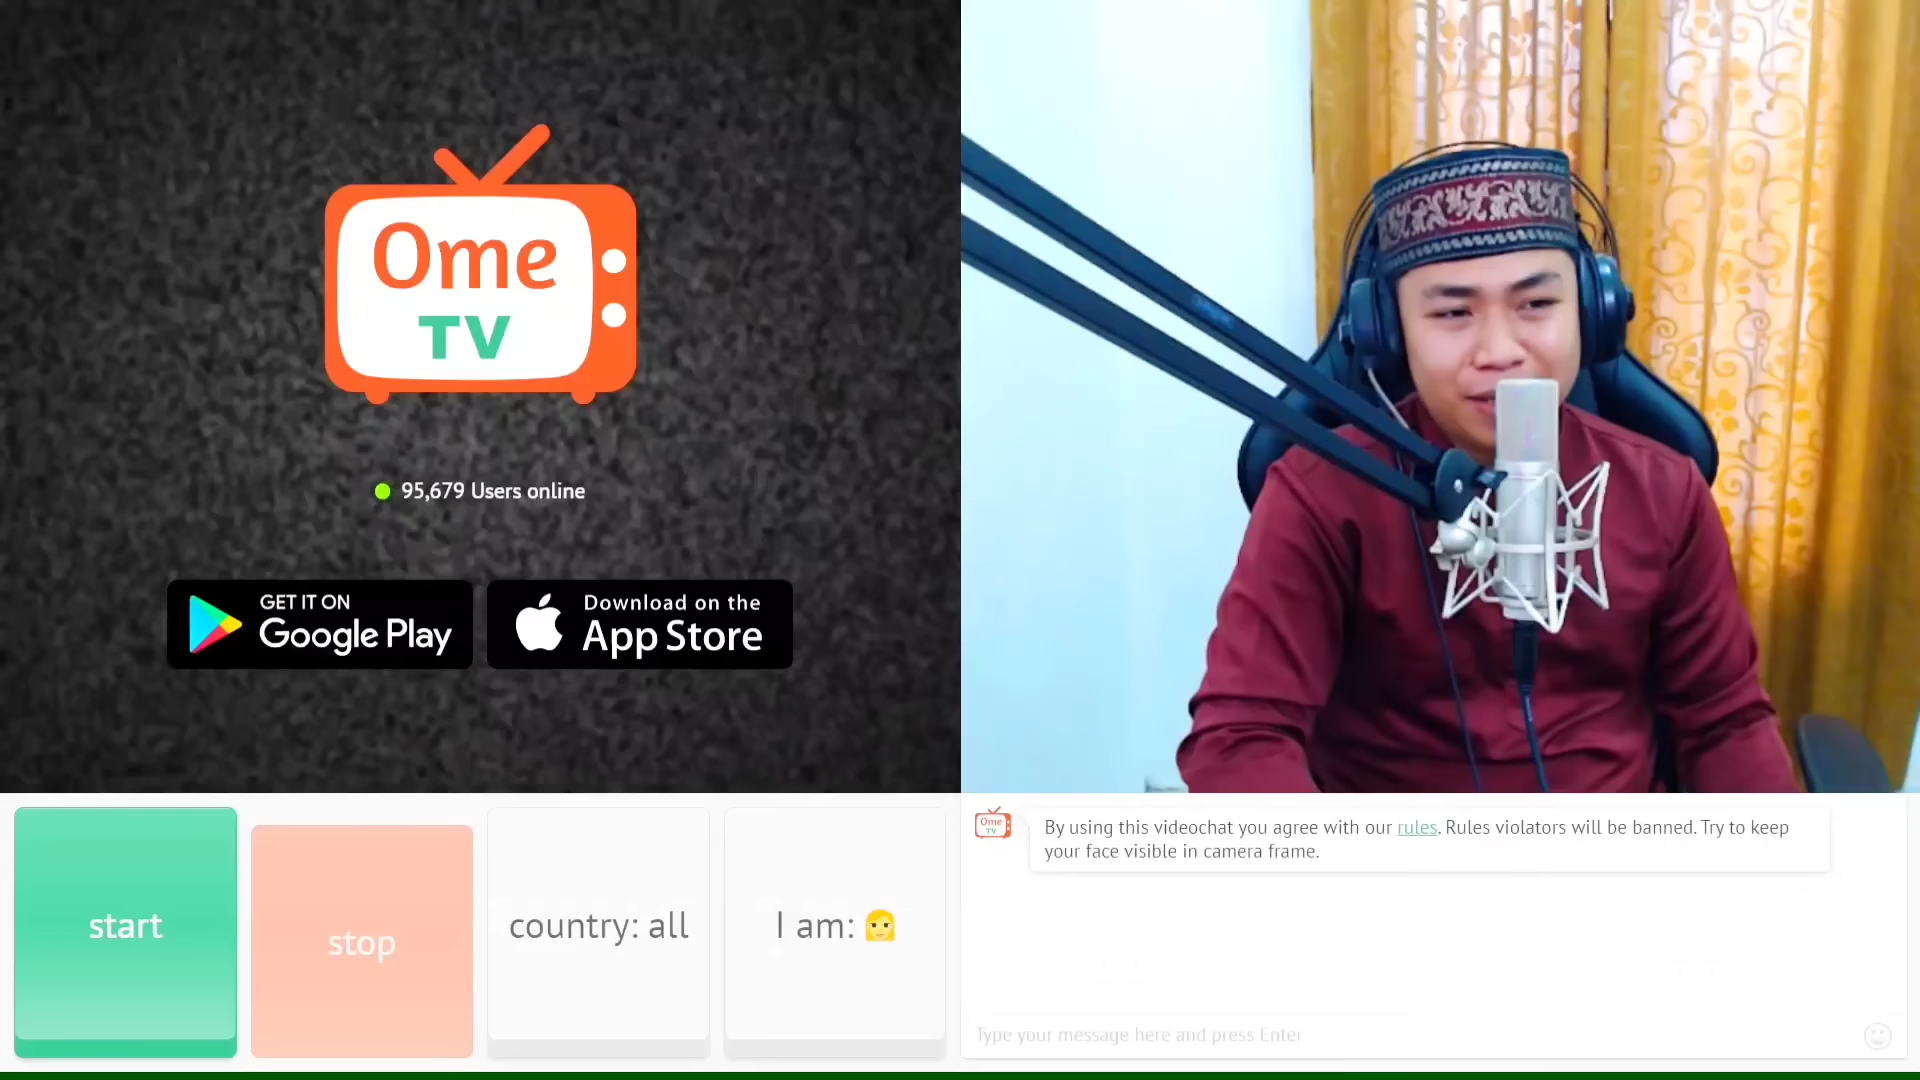 Ome
TV
95,679 Users online
GET IT ON
Google Play
Download on the
App Store
start
stop
country: all
I am:
Ome
TV
By using this videochat you agree with our rules. Rules violators will be banned. Try to keep
your face visible in camera frame.
Type your message here and press Enter